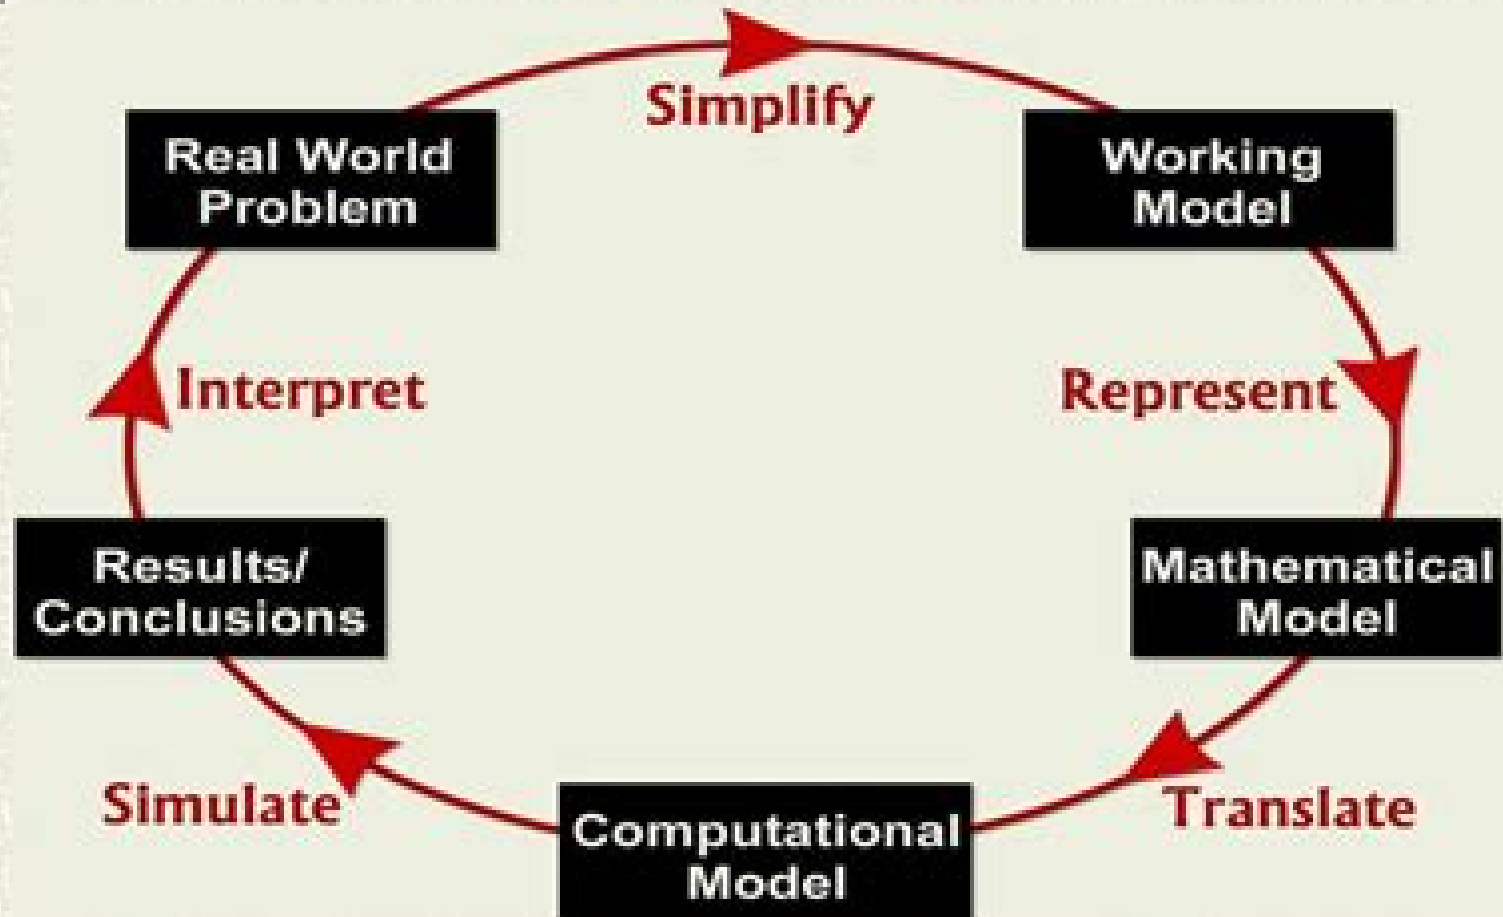 Simplify
Real World
Problem
Working
Model
Interpret
Represent
Results/
Conclusions
Mathematical
Model
Simulate
Translate
Computational
Model